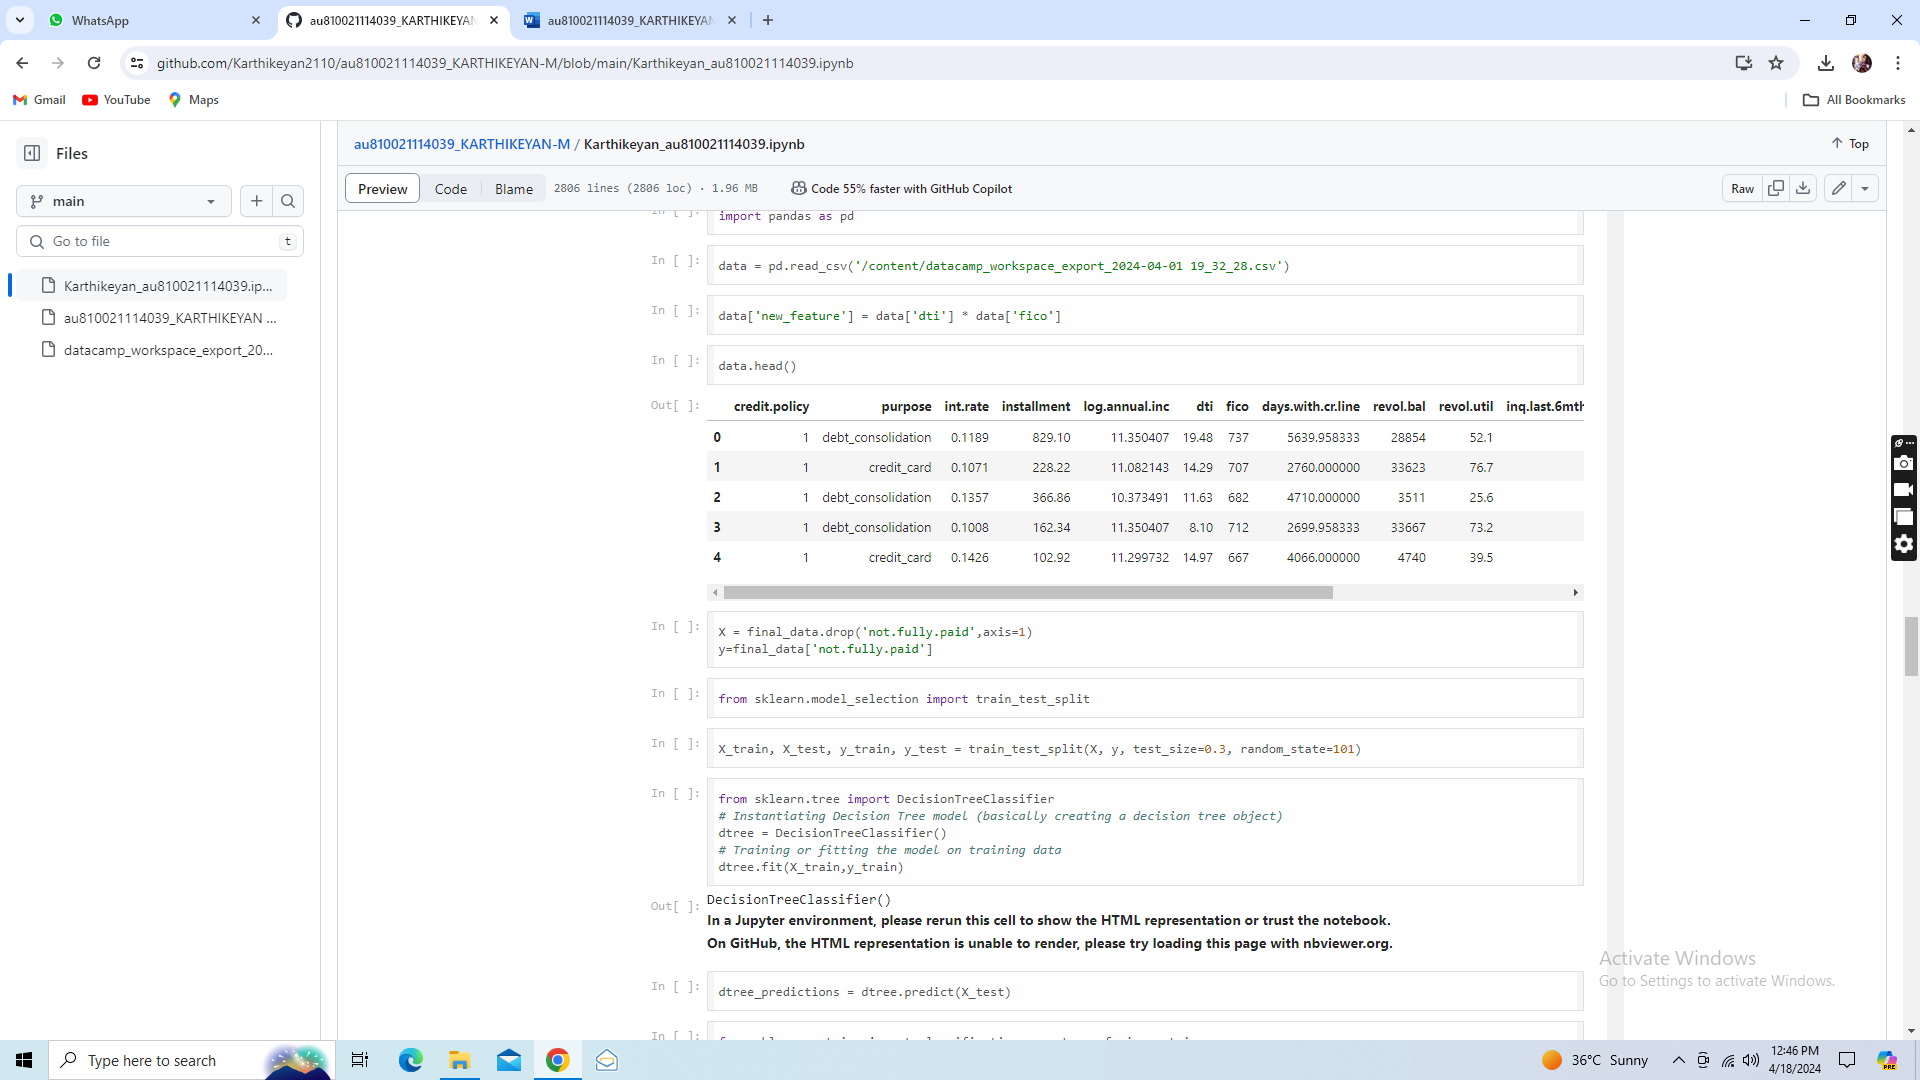 WhatsApp
au810021114039_KARTHIKEYAN
au810021114039_KARTHIKEYAN
github.com/Karthikeyan2110/au810021114039_KARTHIKEYAN-M/blob/main/Karthikeyan_au810021114039.ipynb
Gmail
YouTube
Maps
All Bookmarks
Files
main
Go to file
t
Karthikeyan_au810021114039.ip...
au810021114039_KARTHIKEYAN ...
datacamp_workspace_export_20...
au810021114039_KARTHIKEYAN-M / Karthikeyan_au810021114039.ipynb
Top
Preview
Code
Blame
2806 lines (2806 loc) · 1.96 MB
Code 55% faster with GitHub Copilot
Raw
In [ ]: import pandas as pd
In [ ]: data = pd.read_csv('/content/datacamp_workspace_export_2024-04-01 19_32_28.csv')
In [ ]: data['new_feature'] = data['dti'] * data['fico']
In [ ]: data.head()
Out[ ]: credit.policy purpose int.rate installment log.annual.inc dti fico days.with.cr.line revol.bal revol.util inq.last.6mth
0 1 debt_consolidation 0.1189 829.10 11.350407 19.48 737 5639.958333 28854 52.1
1 1 credit_card 0.1071 228.22 11.082143 14.29 707 2760.000000 33623 76.7
2 1 debt_consolidation 0.1357 366.86 10.373491 11.63 682 4710.000000 3511 25.6
3 1 debt_consolidation 0.1008 162.34 11.350407 8.10 712 2699.958333 33667 73.2
4 1 credit_card 0.1426 102.92 11.299732 14.97 667 4066.000000 4740 39.5
In [ ]: X = final_data.drop('not.fully.paid',axis=1)
y=final_data['not.fully.paid']
In [ ]: from sklearn.model_selection import train_test_split
In [ ]: X_train, X_test, y_train, y_test = train_test_split(X, y, test_size=0.3, random_state=101)
In [ ]: from sklearn.tree import DecisionTreeClassifier
# Instantiating Decision Tree model (basically creating a decision tree object)
dtree = DecisionTreeClassifier()
# Training or fitting the model on training data
dtree.fit(X_train,y_train)
Out[ ]: DecisionTreeClassifier()
In a Jupyter environment, please rerun this cell to show the HTML representation or trust the notebook.
On GitHub, the HTML representation is unable to render, please try loading this page with nbviewer.org.
In [ ]: dtree_predictions = dtree.predict(X_test)
In [ ]:
Activate Windows
Go to Settings to activate Windows.
Type here to search
36°C Sunny
12:46 PM
4/18/2024
PRE